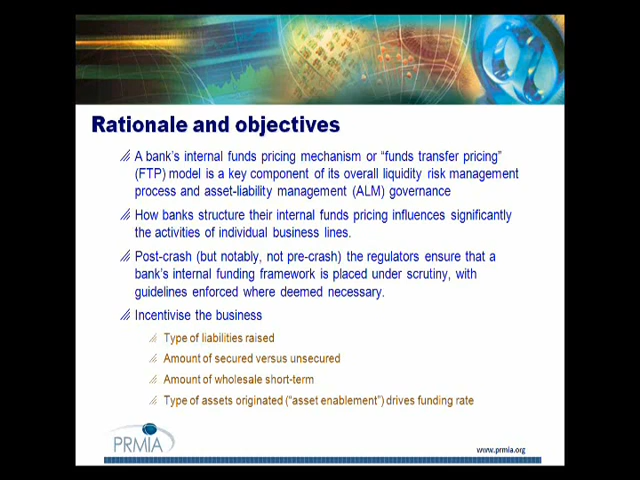 Rationale and objectives
A bank's internal funds pricing mechanism or “funds transfer pricing”
(FTP) model is a key component of its overall liquidity risk management
process and asset-liability management (ALM) governance
How banks structure their internal funds pricing influences significantly
the activities of individual business lines.
Post-crash (but notably, not pre-crash) the regulators ensure that a
bank's internal funding framework is placed under scrutiny, with
guidelines enforced where deemed necessary.
Incentivise the business
Type of liabilities raised
Amount of secured versus unsecured
Amount of wholesale short-term
Type of assets originated (“asset enablement”) drives funding rate
PRMIA
www.prmia.org